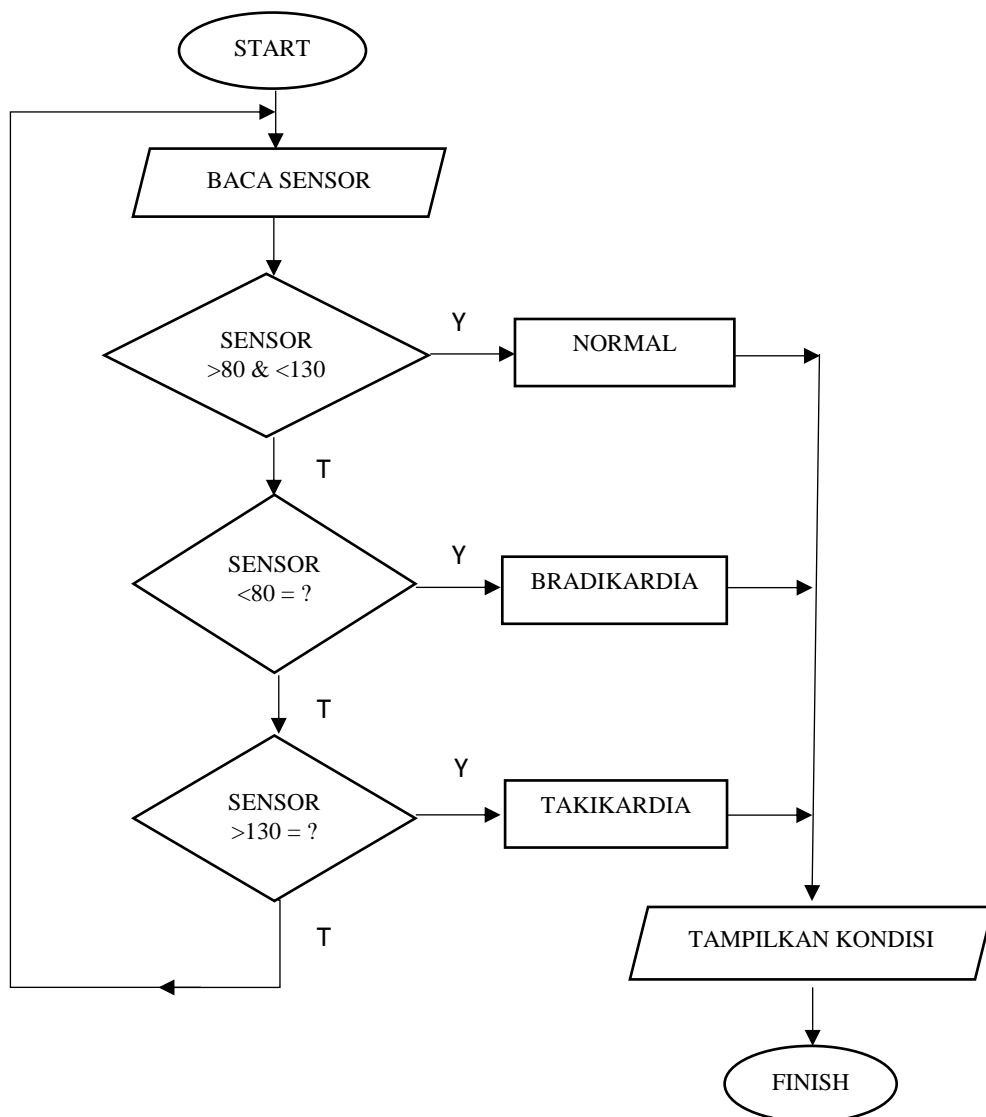 START
BACA SENSOR
SENSOR
>80 & <130
Y
NORMAL
T
SENSOR
<80 = ?
Y
BRADIKARDIA
T
SENSOR
>130 = ?
Y
TAKIKARDIA
T
TAMPILKAN KONDISI
FINISH